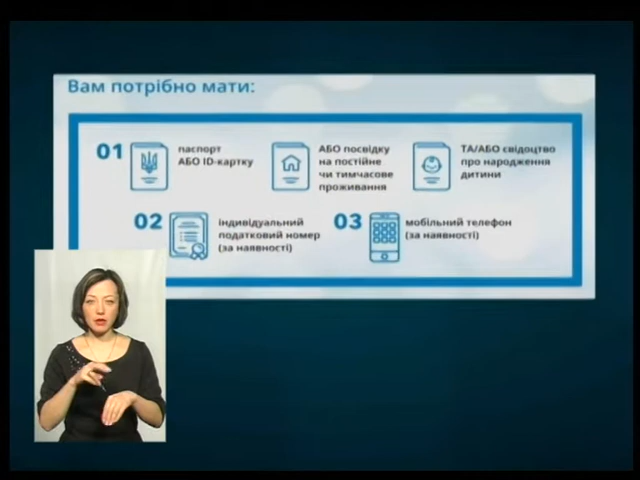 Вам потрібно мати:
01
паспорт
АБО ID-картку
АБО посвідку
на постійне
чи тимчасове
проживання
ТА/АБО свідоцтво
про народження
дитини
02
індивідуальний
податковий номер
(за наявності)
03
мобільний телефон
(за наявності)